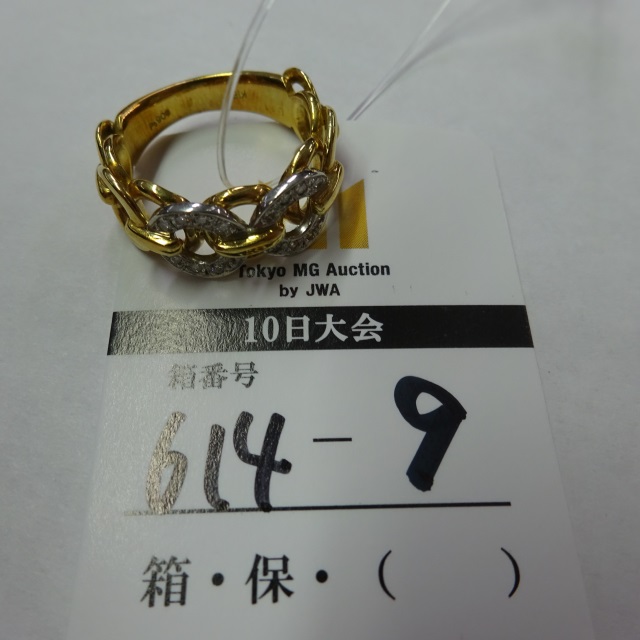 Tokyo MG Auction
by JWA
10日大会
箱番号
614-9
箱・保・(　　)